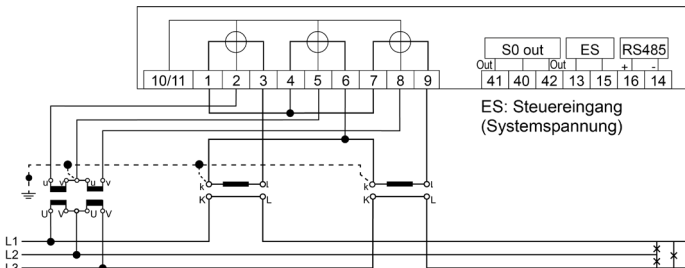 S0 out ES RS485
Out Out + -
10/11 1 2 3 4 5 6 7 8 9 41 40 42 13 15 16 14
ES: Steuereingang
(Systemspannung)
u v u v k l k l
U V U V K L K L
L1
L2
L3